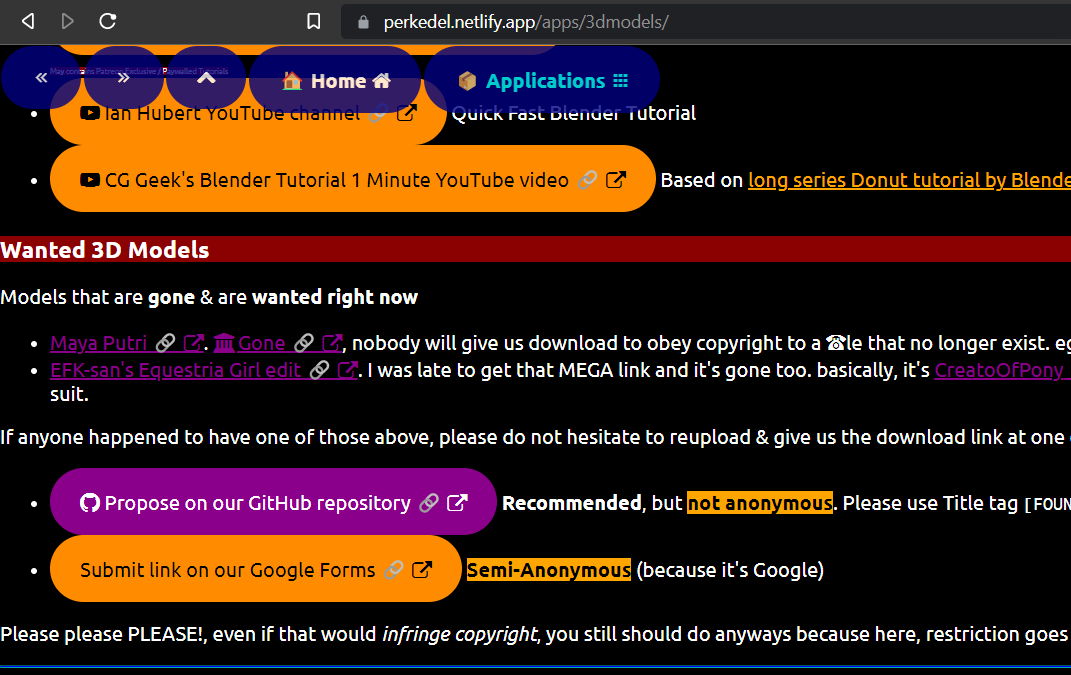 perkedel.netlify.app/apps/3dmodels/
« May contains Patreon Exclusive / Paywalled Tutorials »
Home
Applications
Ian Hubert YouTube channel Quick Fast Blender Tutorial
CG Geek's Blender Tutorial 1 Minute YouTube video Based on long series Donut tutorial by Blende
Wanted 3D Models
Models that are gone & are wanted right now
Maya Putri . Gone , nobody will give us download to obey copyright to a ☎le that no longer exist. eg
EFK-san's Equestria Girl edit . I was late to get that MEGA link and it's gone too. basically, it's CreatoOfPony
suit.
If anyone happened to have one of those above, please do not hesitate to reupload & give us the download link at one
Propose on our GitHub repository Recommended, but not anonymous. Please use Title tag [FOUN
Submit link on our Google Forms Semi-Anonymous (because it's Google)
Please please PLEASE!, even if that would infringe copyright, you still should do anyways because here, restriction goes